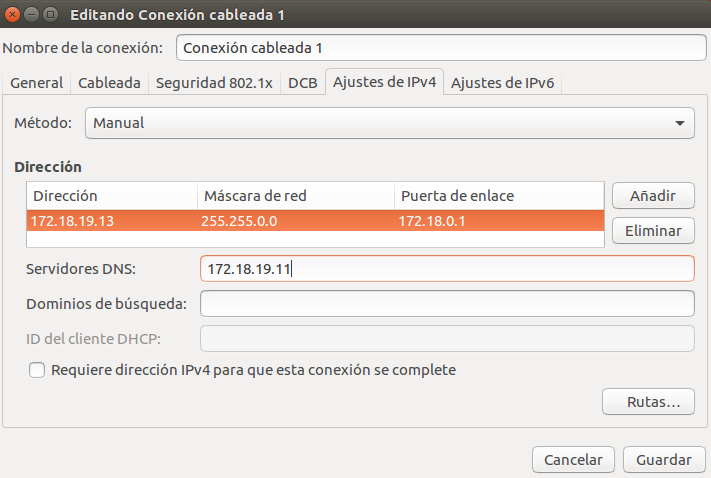 Editando Conexión cableada 1
Nombre de la conexión: Conexión cableada 1
General Cableada Seguridad 802.1x DCB Ajustes de IPv4 Ajustes de IPv6
Método: Manual
Dirección
Dirección Máscara de red Puerta de enlace Añadir
172.18.19.13 255.255.0.0 172.18.0.1 Eliminar
Servidores DNS: 172.18.19.11
Dominios de búsqueda:
ID del cliente DHCP:
Requiere dirección IPv4 para que esta conexión se complete
Rutas...
Cancelar Guardar